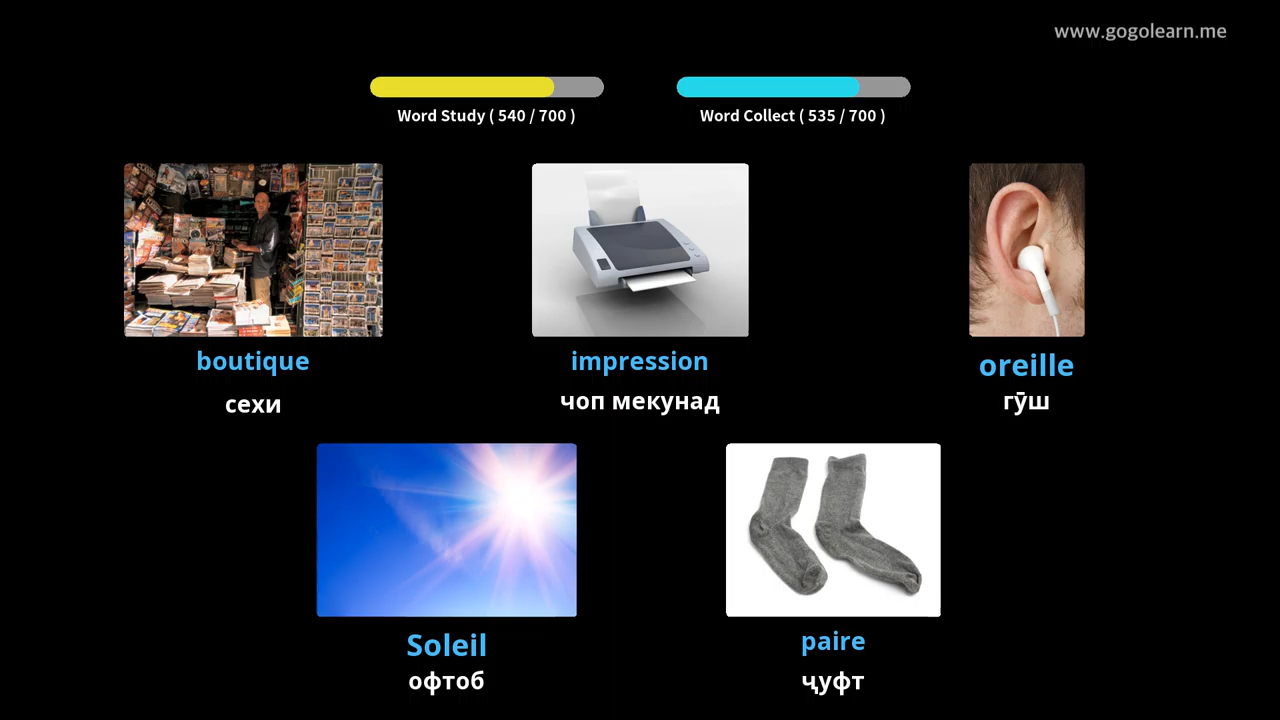 www.gogolearn.me
Word Study ( 540 / 700 )
Word Collect ( 535 / 700 )
boutique
impression
oreille
сехи
чоп мекунад
гӯш
Soleil
paire
офтоб
ҷуфт